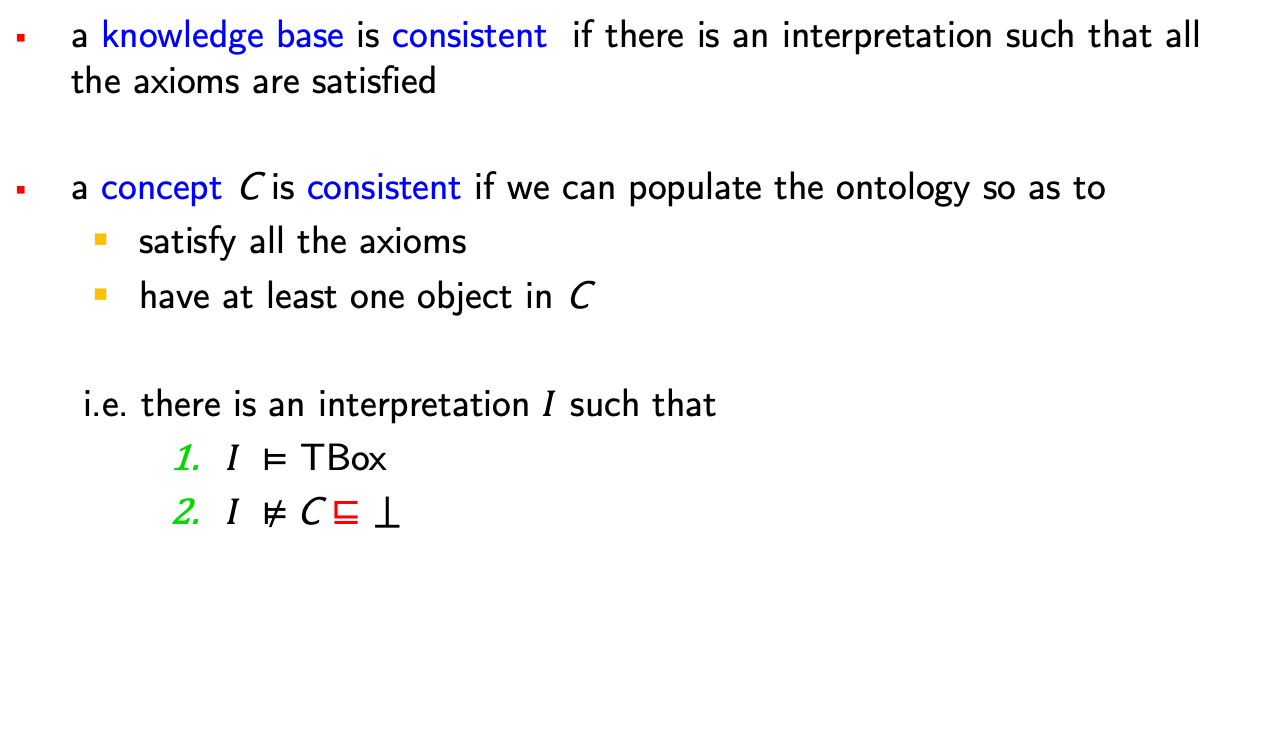 ▪ a knowledge base is consistent if there is an interpretation such that all
the axioms are satisfied
▪ a concept C is consistent if we can populate the ontology so as to
▪ satisfy all the axioms
▪ have at least one object in C
i.e. there is an interpretation I such that
1. I ⊨ TBox
2. I ⊭ C ⊑ ⊥